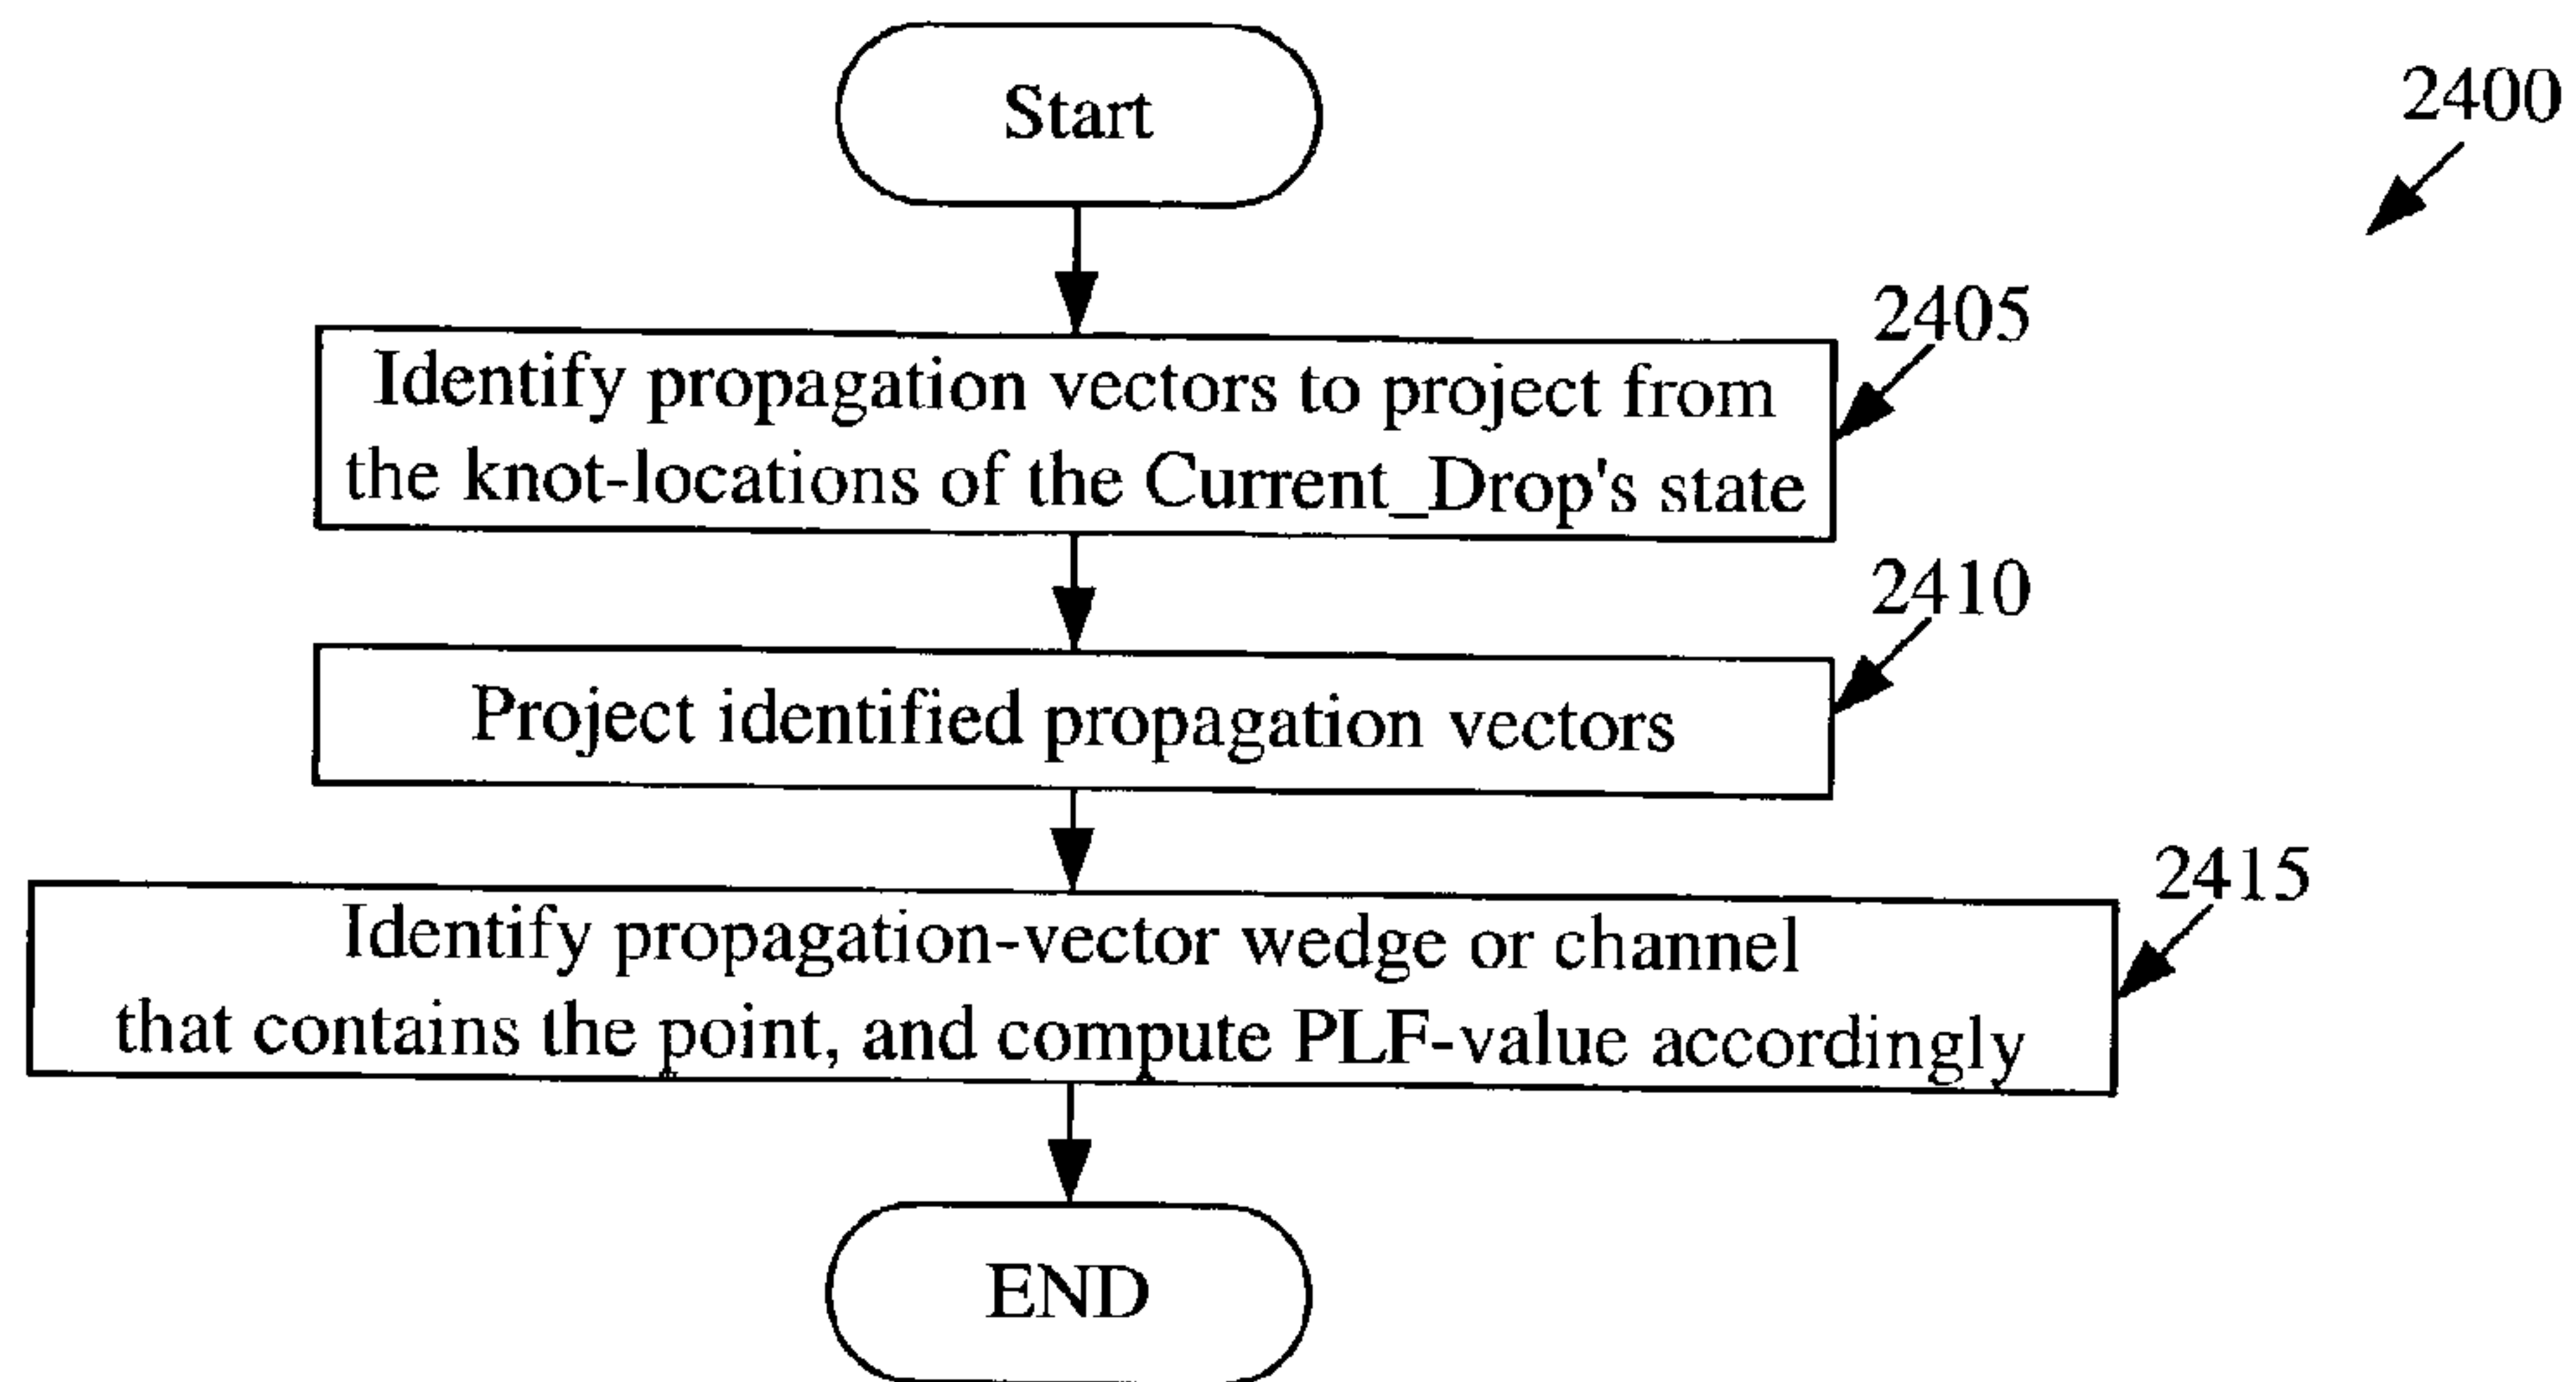 Start
2400
2405
Identify propagation vectors to project from
the knot-locations of the Current_Drop's state
2410
Project identified propagation vectors
2415
Identify propagation-vector wedge or channel
that contains the point, and compute PLF-value accordingly
END